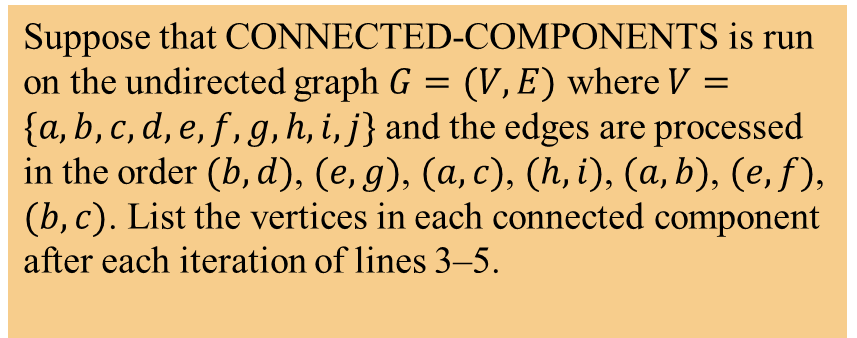 Suppose that CONNECTED-COMPONENTS is run
on the undirected graph G = (V, E) where V =
{a, b, c, d, e, f, g, h, i, j} and the edges are processed
in the order (b, d), (e, g), (a, c), (h, i), (a, b), (e, f),
(b, c). List the vertices in each connected component
after each iteration of lines 3–5.